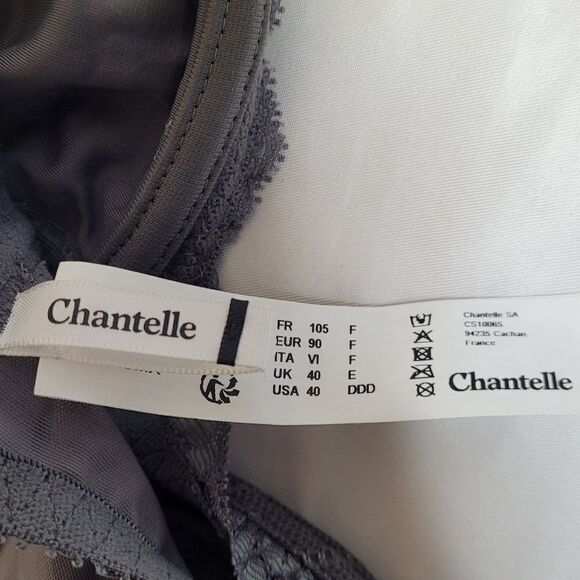 Chantelle
FR 105 F
EUR 90 F
ITA VI F
UK 40 E
USA 40 DDD
Chantelle SA
CS10065
94235 Cachan
France
Chantelle